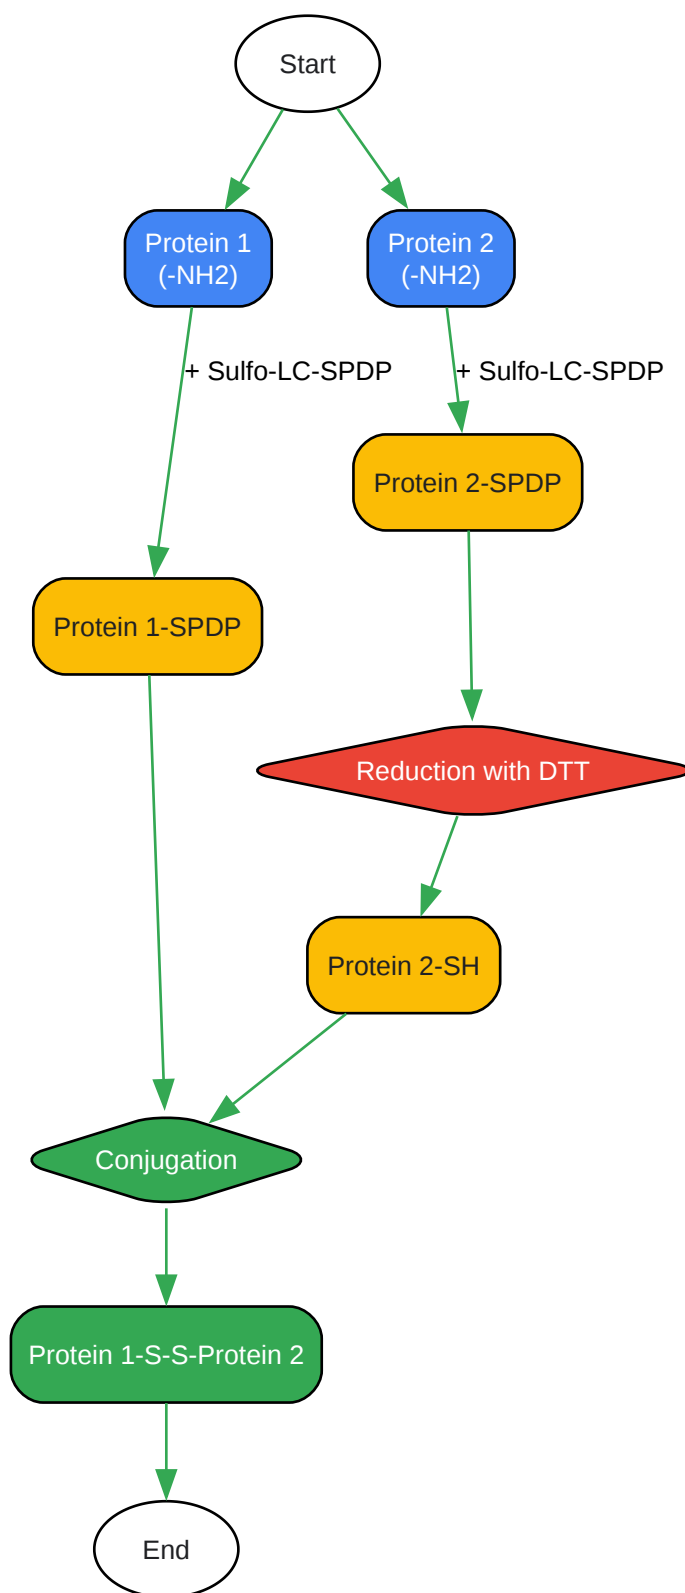 Start
Protein 1
(-NH2)
Protein 2
(-NH2)
+ Sulfo-LC-SPDP
+ Sulfo-LC-SPDP
Protein 2-SPDP
Protein 1-SPDP
Reduction with DTT
Protein 2-SH
Conjugation
Protein 1-S-S-Protein 2
End